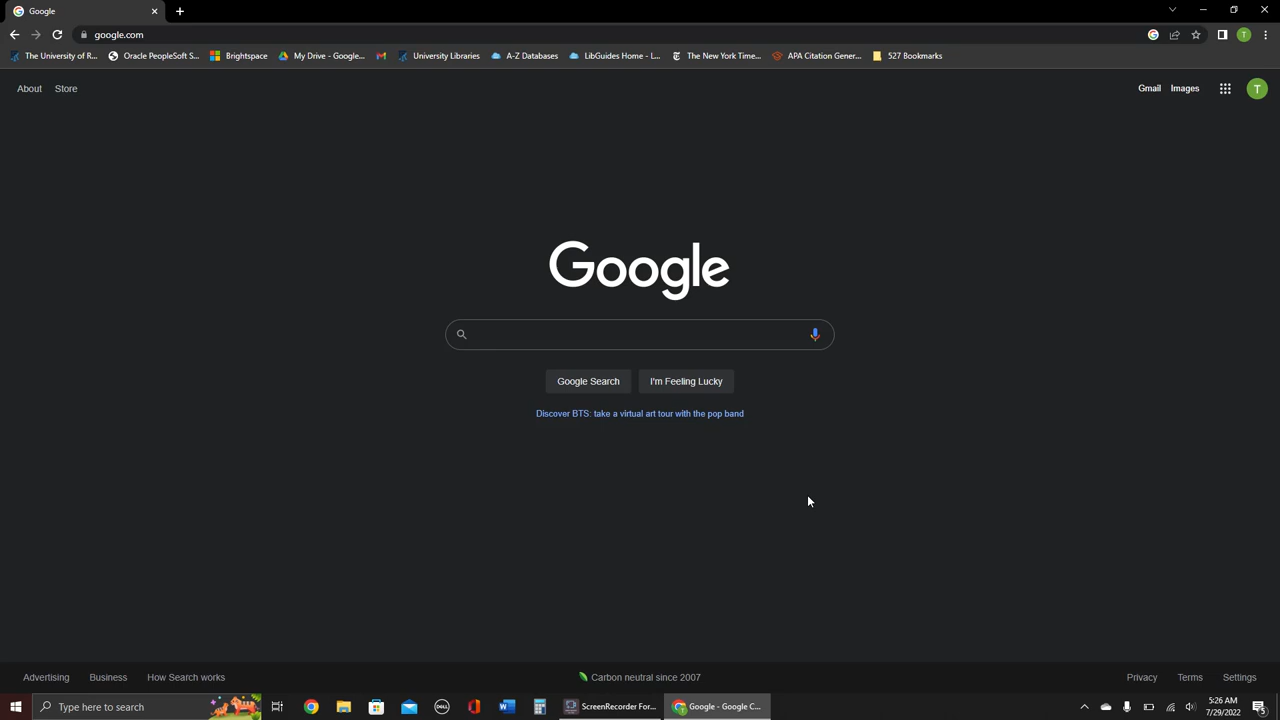 Google
google.com
The University of R... Oracle PeopleSoft S... Brightspace My Drive - Google... University Libraries A-Z Databases LibGuides Home - L... The New York Time... APA Citation Gener... 527 Bookmarks
About Store Gmail Images T
Google
Google Search I'm Feeling Lucky
Discover BTS: take a virtual art tour with the pop band
Advertising Business How Search works Carbon neutral since 2007 Privacy Terms Settings
Type here to search DELL ScreenRecorder For... Google - Google C... 5:26 AM
7/29/2022